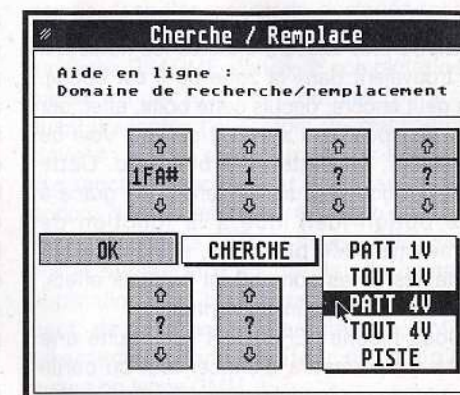 Cherche / Remplace
Aide en ligne :
Domaine de recherche/remplacement
1FA# 1 ? ?
OK CHERCHE PATT 1V
TOUT 1V
PATT 4V
? ? TOUT 4V
PISTE